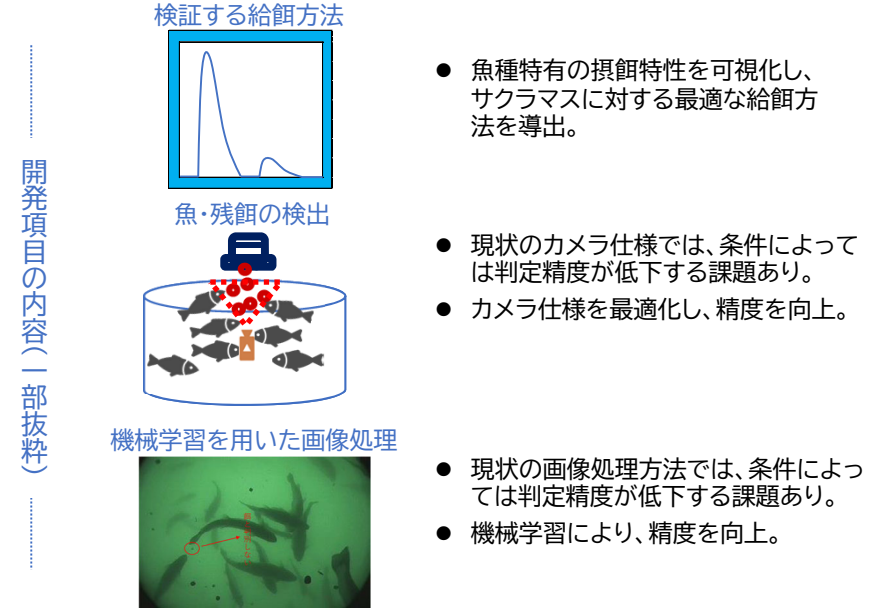 検証する給餌方法
● 魚種特有の摂餌特性を可視化し、
サクラマスに対する最適な給餌方
法を導出。
開発項目の内容(一部抜粋)
魚・残餌の検出
● 現状のカメラ仕様では、条件によって
は判定精度が低下する課題あり。
● カメラ仕様を最適化し、精度を向上。
機械学習を用いた画像処理
● 現状の画像処理方法では、条件によっ
ては判定精度が低下する課題あり。
● 機械学習により、精度を向上。